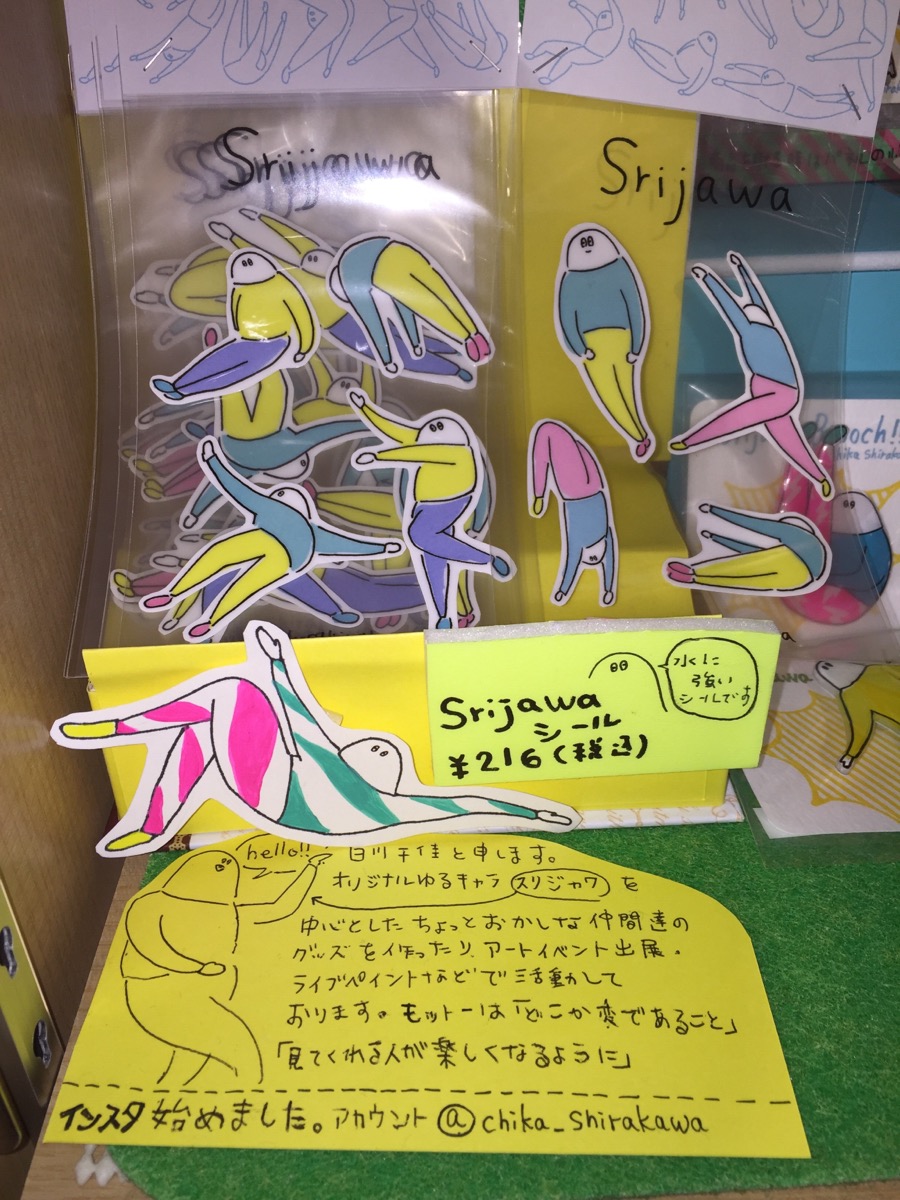 Srijawa
Srijawa
Brooch!!
Chika Shirak
Srijawa
シール
¥216(税込)
水に
強い
シールです
hello!!
白川千佳と申します。
オリジナルゆるキャラ スリジャワ を
中心としたちょっとおかしな仲間達の
グッズを作ったり、アートイベント出展、
ライブペイントなどで活動して
おります。モットーは「どこか変であること」
「見てくれる人が楽しくなるように」
インスタ始めました。アカウント @chika_shirakawa